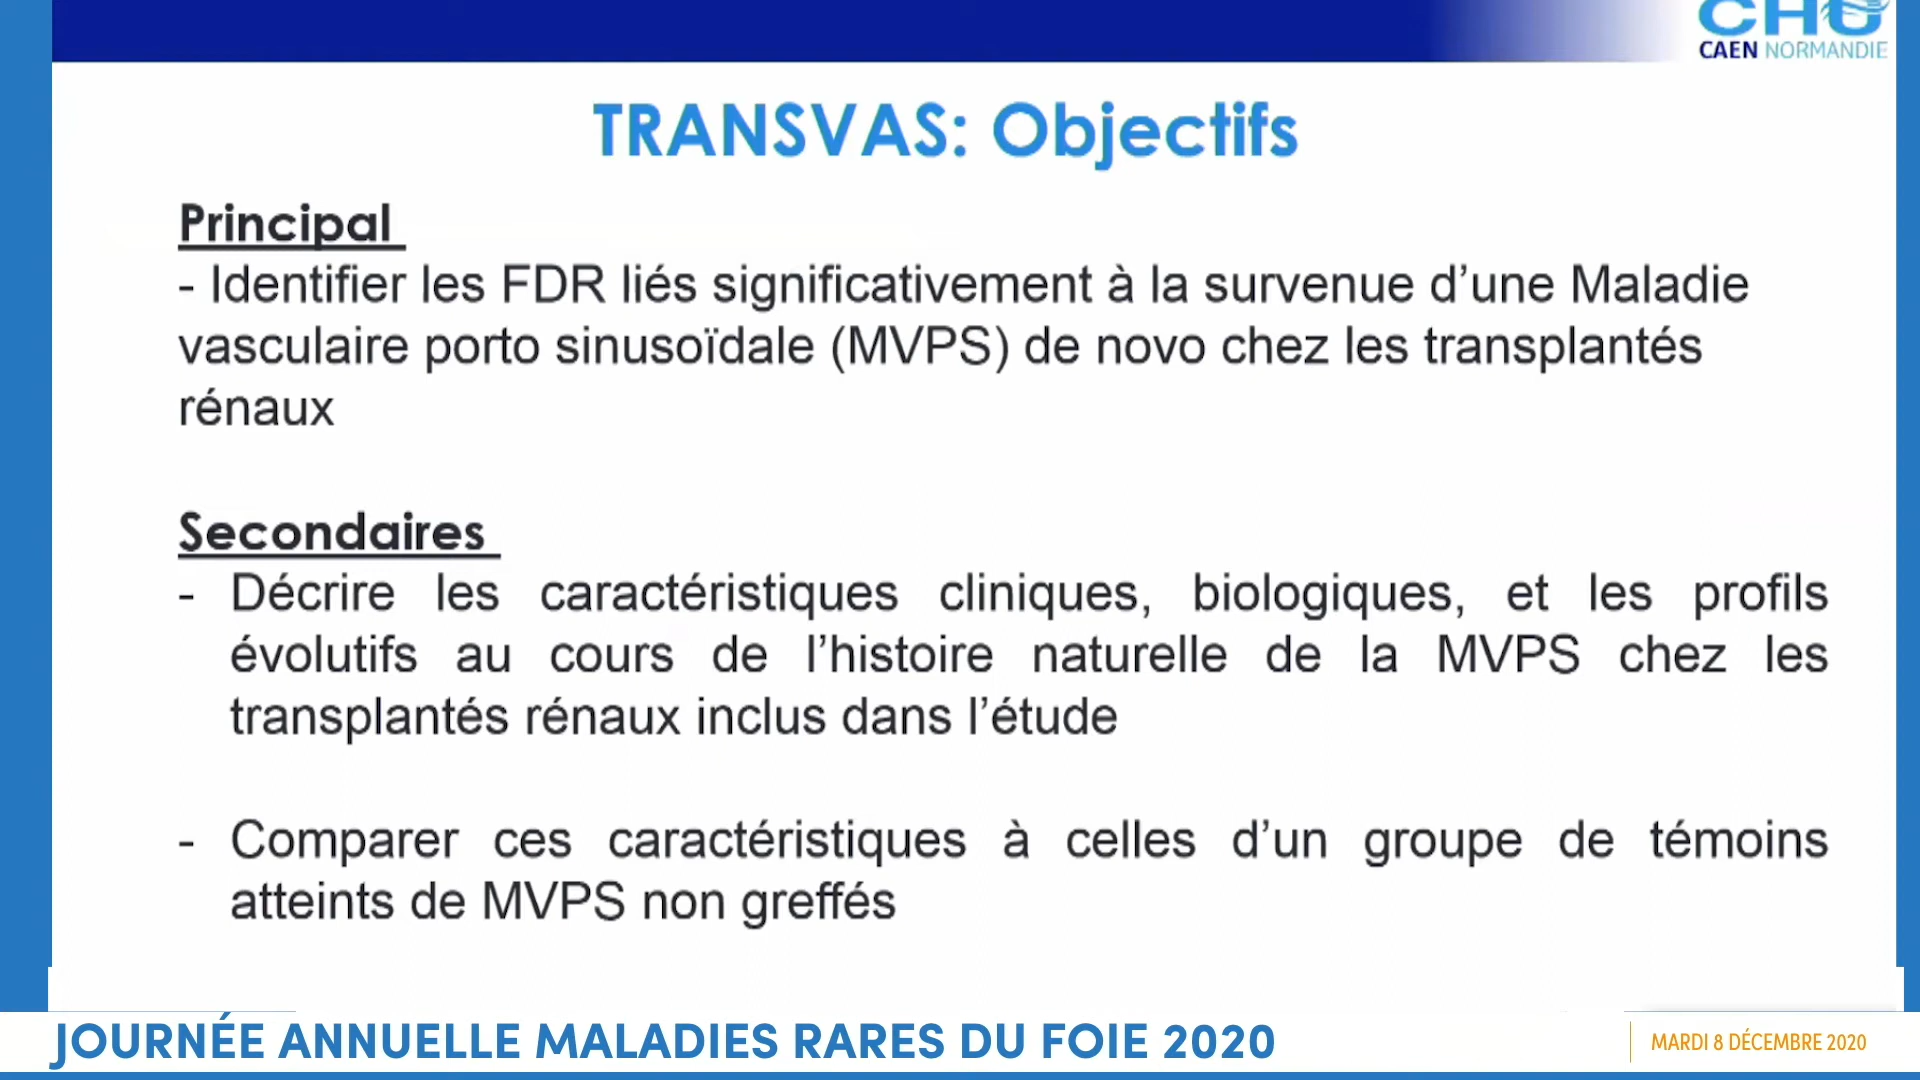 CHU
CAEN NORMANDIE
TRANSVAS: Objectifs
Principal
- Identifier les FDR liés significativement à la survenue d’une Maladie
vasculaire porto sinusoïdale (MVPS) de novo chez les transplantés
rénaux
Secondaires
- Décrire les caractéristiques cliniques, biologiques, et les profils
évolutifs au cours de l’histoire naturelle de la MVPS chez les
transplantés rénaux inclus dans l’étude
- Comparer ces caractéristiques à celles d’un groupe de témoins
atteints de MVPS non greffés
JOURNÉE ANNUELLE MALADIES RARES DU FOIE 2020
MARDI 8 DÉCEMBRE 2020